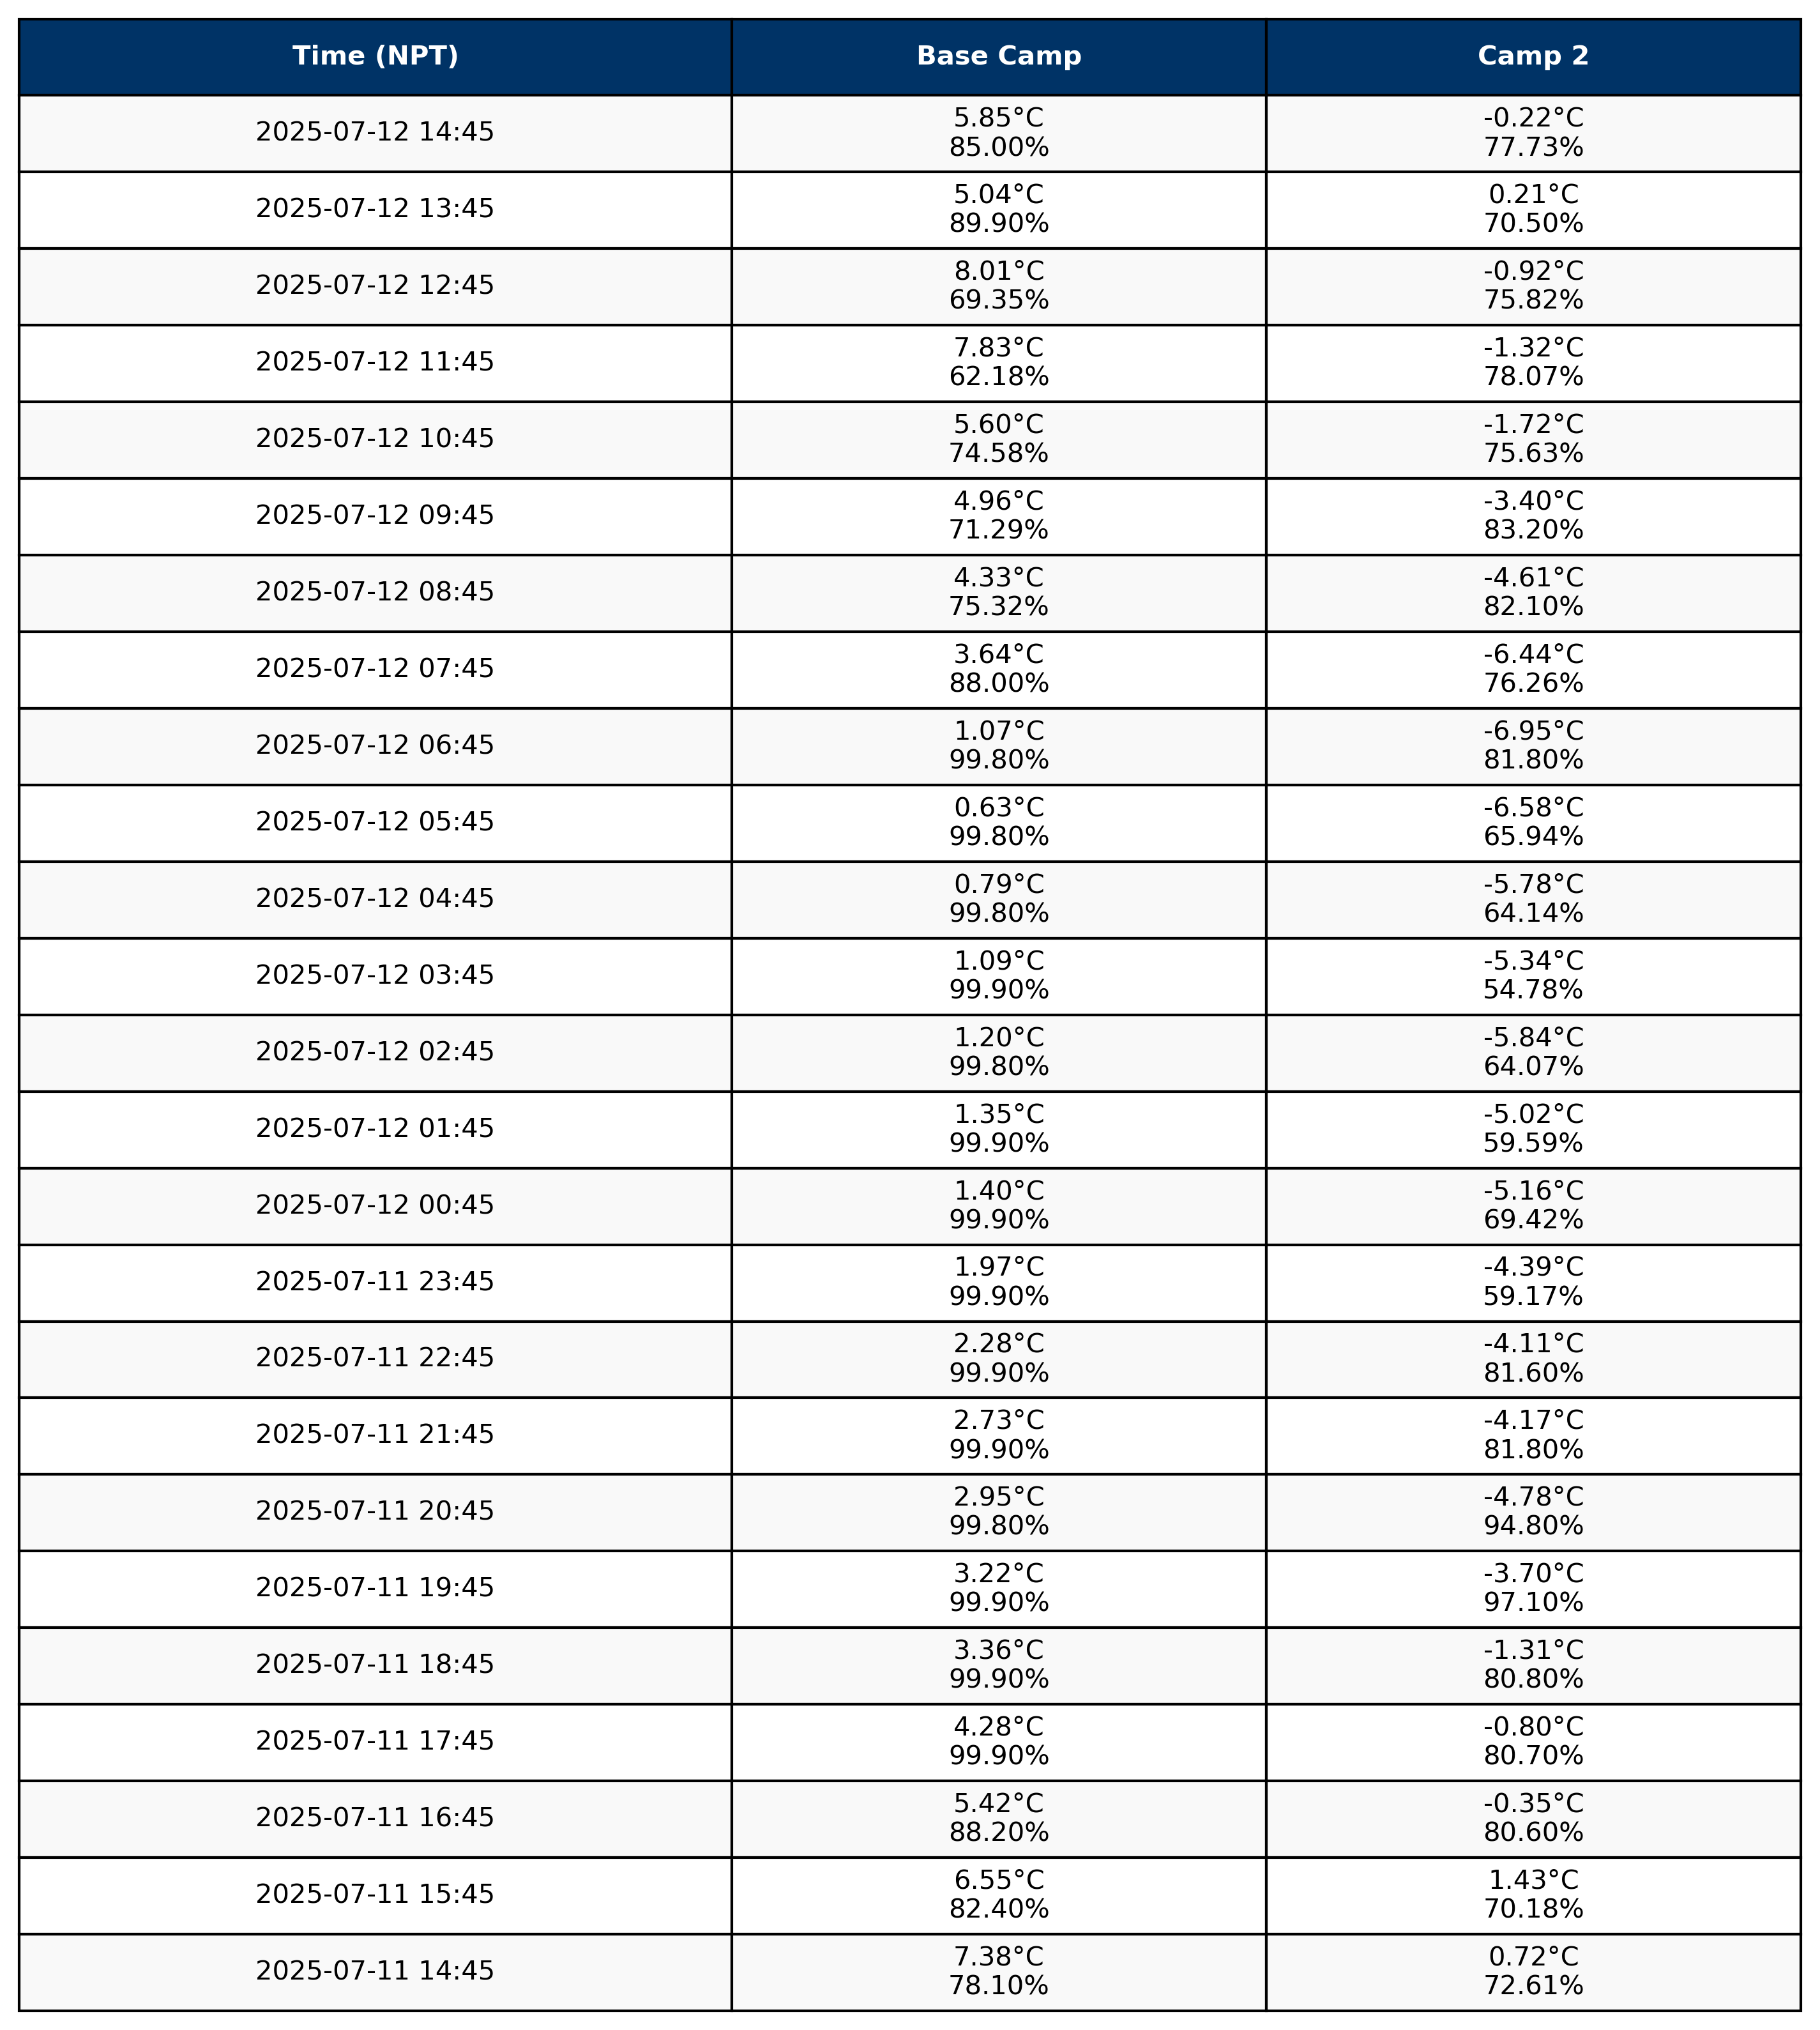 Time (NPT) Base Camp Camp 2
2025-07-12 14:45 5.85°C -0.22°C
85.00% 77.73%
2025-07-12 13:45 5.04°C 0.21°C
89.90% 70.50%
2025-07-12 12:45 8.01°C -0.92°C
69.35% 75.82%
2025-07-12 11:45 7.83°C -1.32°C
62.18% 78.07%
2025-07-12 10:45 5.60°C -1.72°C
74.58% 75.63%
2025-07-12 09:45 4.96°C -3.40°C
71.29% 83.20%
2025-07-12 08:45 4.33°C -4.61°C
75.32% 82.10%
2025-07-12 07:45 3.64°C -6.44°C
88.00% 76.26%
2025-07-12 06:45 1.07°C -6.95°C
99.80% 81.80%
2025-07-12 05:45 0.63°C -6.58°C
99.80% 65.94%
2025-07-12 04:45 0.79°C -5.78°C
99.80% 64.14%
2025-07-12 03:45 1.09°C -5.34°C
99.90% 54.78%
2025-07-12 02:45 1.20°C -5.84°C
99.80% 64.07%
2025-07-12 01:45 1.35°C -5.02°C
99.90% 59.59%
2025-07-12 00:45 1.40°C -5.16°C
99.90% 69.42%
2025-07-11 23:45 1.97°C -4.39°C
99.90% 59.17%
2025-07-11 22:45 2.28°C -4.11°C
99.90% 81.60%
2025-07-11 21:45 2.73°C -4.17°C
99.90% 81.80%
2025-07-11 20:45 2.95°C -4.78°C
99.80% 94.80%
2025-07-11 19:45 3.22°C -3.70°C
99.90% 97.10%
2025-07-11 18:45 3.36°C -1.31°C
99.90% 80.80%
2025-07-11 17:45 4.28°C -0.80°C
99.90% 80.70%
2025-07-11 16:45 5.42°C -0.35°C
88.20% 80.60%
2025-07-11 15:45 6.55°C 1.43°C
82.40% 70.18%
2025-07-11 14:45 7.38°C 0.72°C
78.10% 72.61%